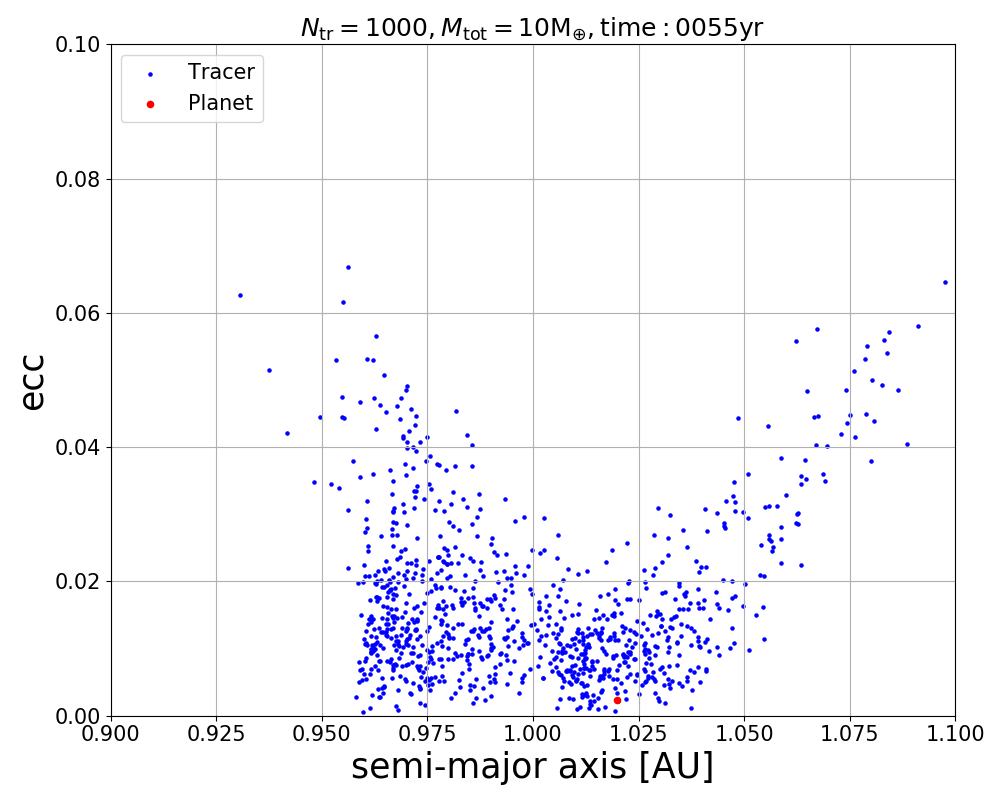 N_tr = 1000, M_tot = 10M_⊕, time : 0055yr
Tracer
Planet
ecc
0.10
0.08
0.06
0.04
0.02
0.00
0.900 0.925 0.950 0.975 1.000 1.025 1.050 1.075 1.100
semi-major axis [AU]